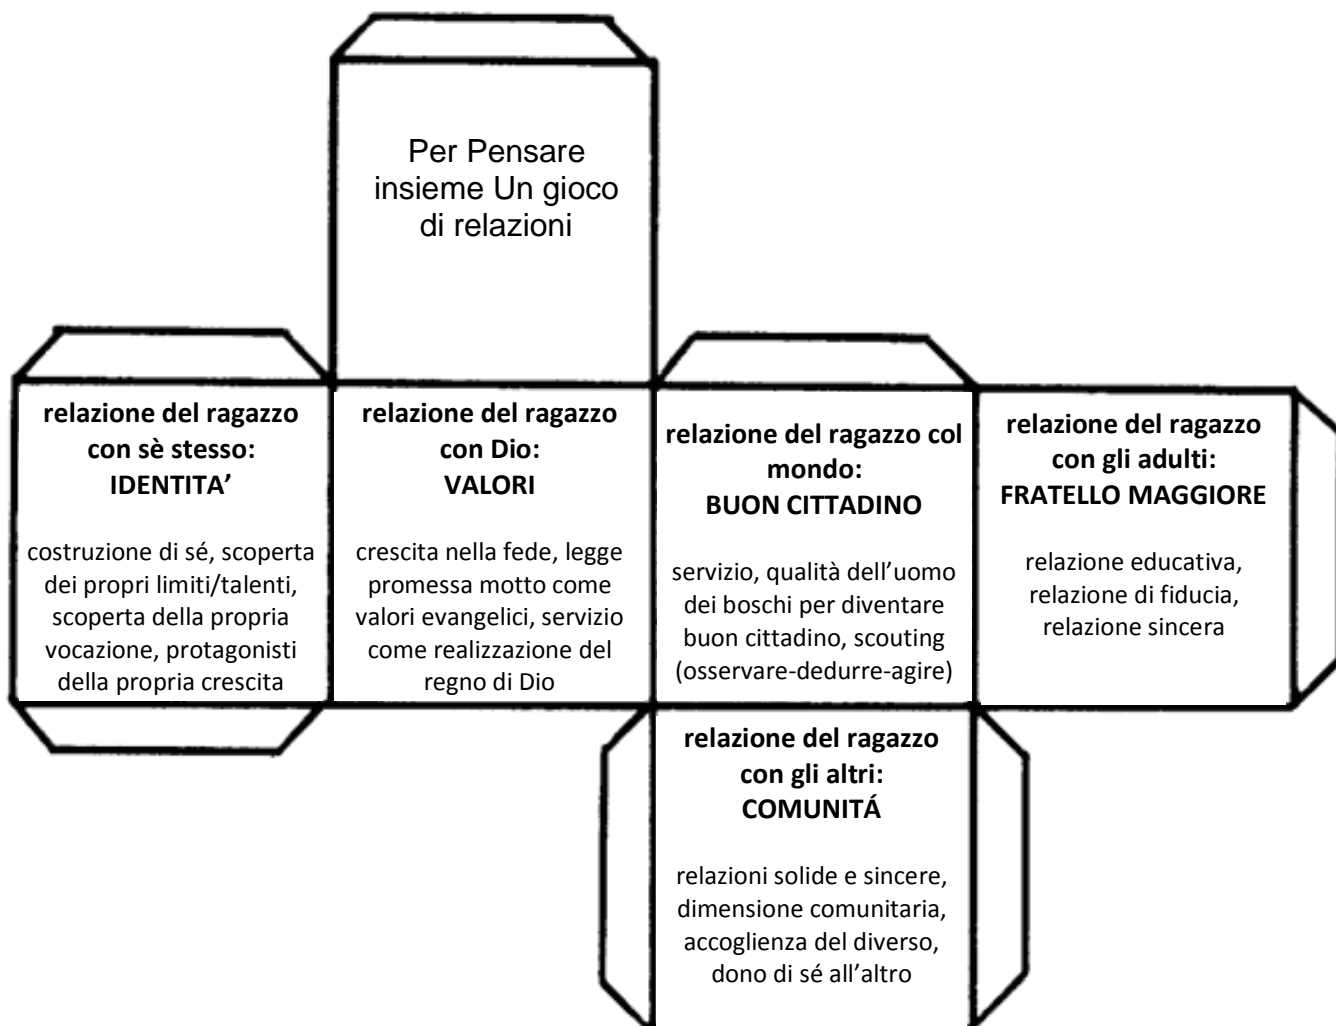 Per Pensare
insieme Un gioco
di relazioni
relazione del ragazzo
con sè stesso:
IDENTITA’
costruzione di sé, scoperta
dei propri limiti/talenti,
scoperta della propria
vocazione, protagonisti
della propria crescita
relazione del ragazzo
con Dio:
VALORI
crescita nella fede, legge
promessa motto come
valori evangelici, servizio
come realizzazione del
regno di Dio
relazione del ragazzo col
mondo:
BUON CITTADINO
servizio, qualità dell’uomo
dei boschi per diventare
buon cittadino, scouting
(osservare-dedurre-agire)
relazione del ragazzo
con gli adulti:
FRATELLO MAGGIORE
relazione educativa,
relazione di fiducia,
relazione sincera
relazione del ragazzo
con gli altri:
COMUNITÁ
relazioni solide e sincere,
dimensione comunitaria,
accoglienza del diverso,
dono di sé all’altro